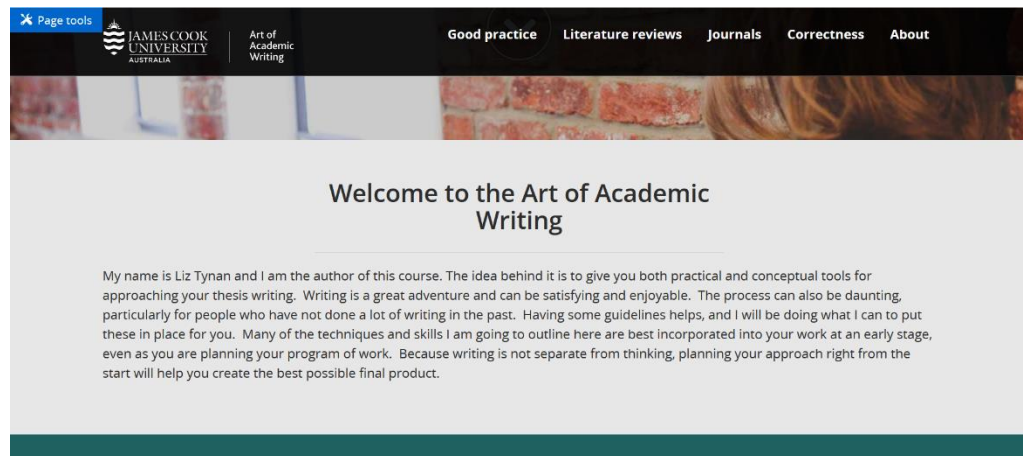 Page tools
JAMES COOK
UNIVERSITY
AUSTRALIA
Art of
Academic
Writing
Good practice Literature reviews Journals Correctness About
Welcome to the Art of Academic
Writing
My name is Liz Tynan and I am the author of this course. The idea behind it is to give you both practical and conceptual tools for
approaching your thesis writing.  Writing is a great adventure and can be satisfying and enjoyable.  The process can also be daunting,
particularly for people who have not done a lot of writing in the past.  Having some guidelines helps, and I will be doing what I can to put
these in place for you.  Many of the techniques and skills I am going to outline here are best incorporated into your work at an early stage,
even as you are planning your program of work.  Because writing is not separate from thinking, planning your approach right from the
start will help you create the best possible final product.